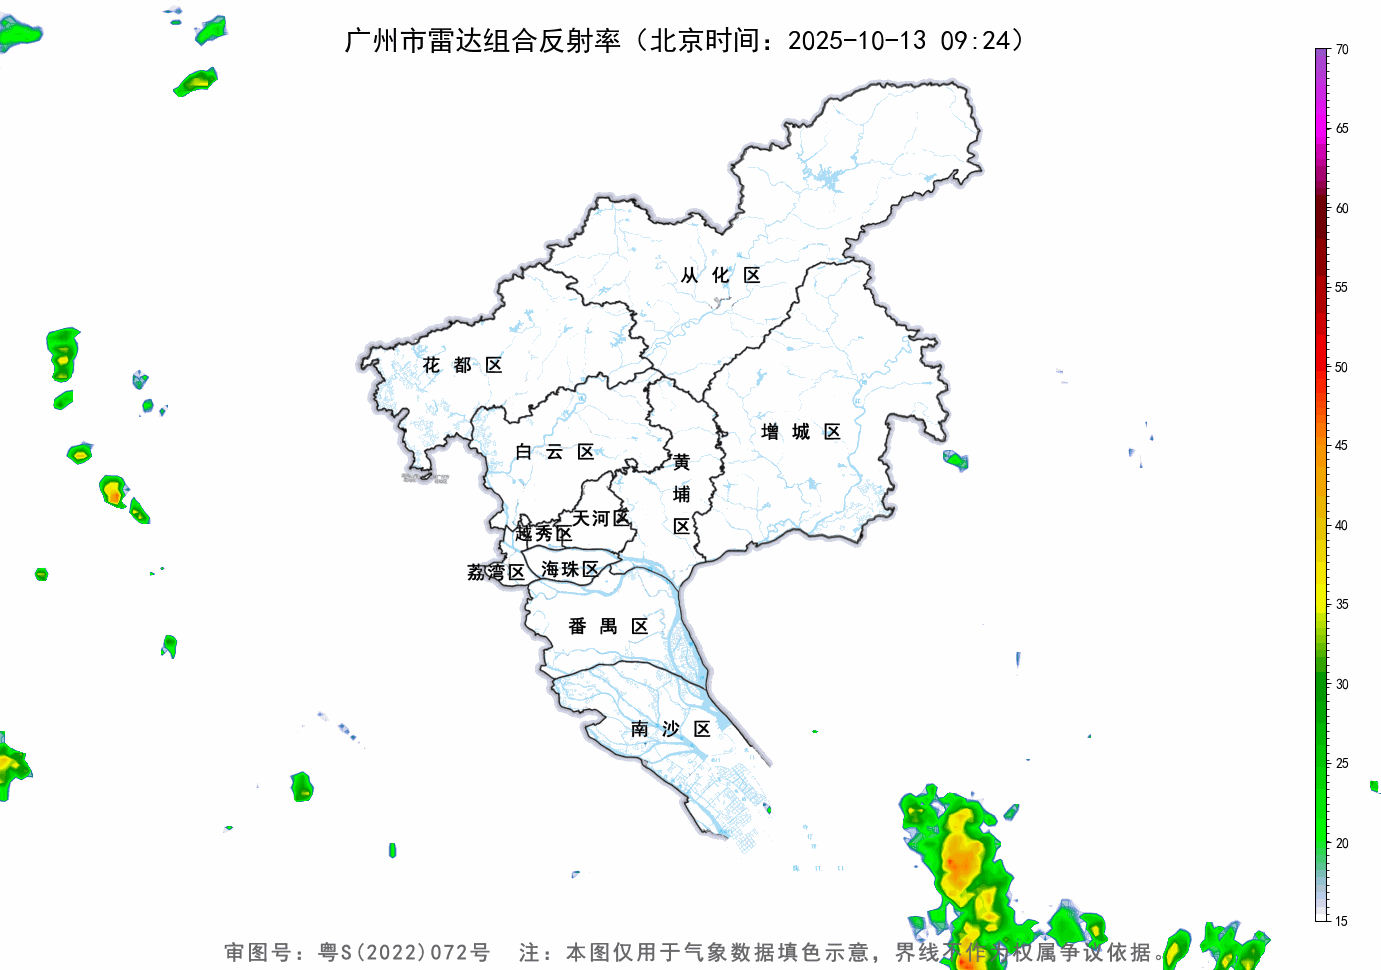 广州市雷达组合反射率（北京时间：2025-10-13 09:24）
70
65
60
55
50
45
40
35
30
25
20
15
从化区
花都区
增城区
白云区
黄埔区
天河区
越秀区
海珠区
荔湾区
番禺区
南沙区
审图号：粤S(2022)072号 注：本图仅用于气象数据填色示意，界线不作为权属争议依据。